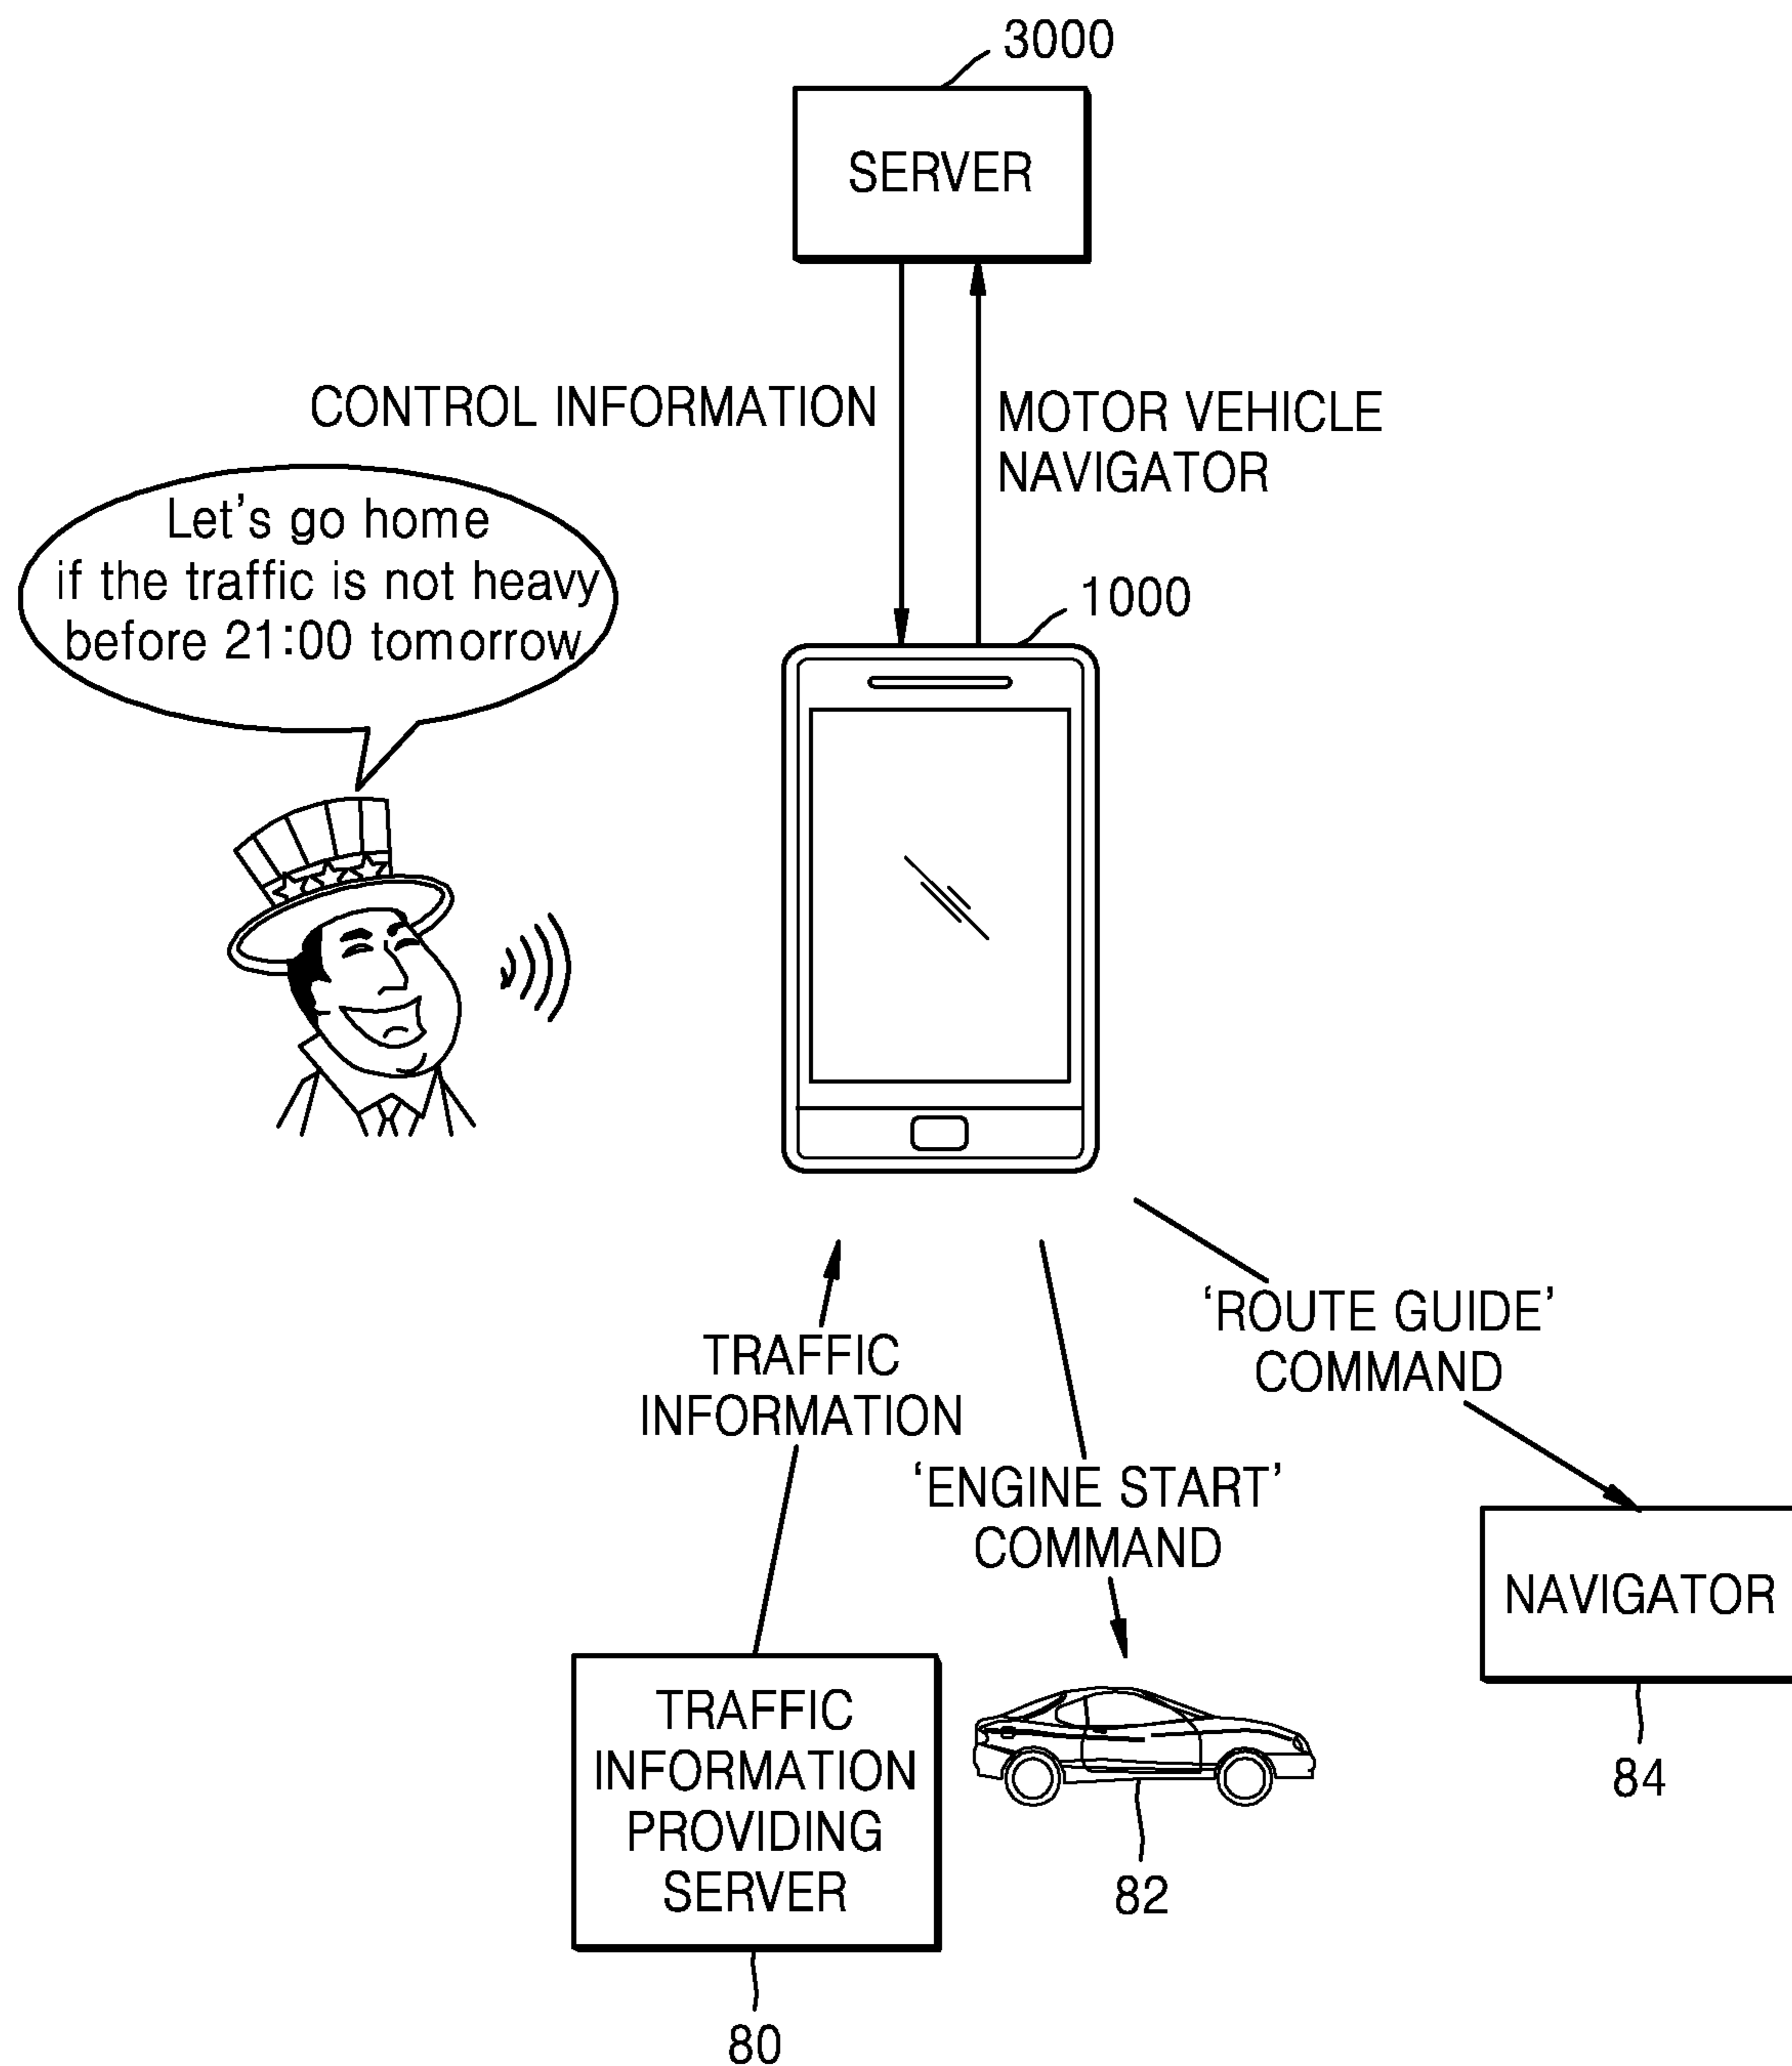 3000
SERVER
CONTROL INFORMATION
MOTOR VEHICLE
NAVIGATOR
Let's go home
if the traffic is not heavy
before 21:00 tomorrow
1000
'ROUTE GUIDE'
COMMAND
TRAFFIC
INFORMATION
'ENGINE START'
COMMAND
NAVIGATOR
84
TRAFFIC
INFORMATION
PROVIDING
SERVER
82
80